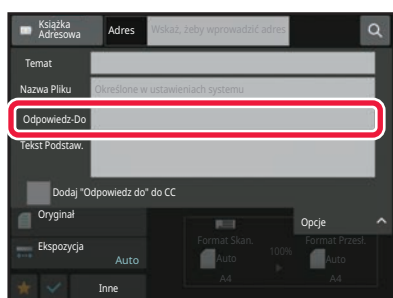 Książka
Adresowa
Adres
Wskaż, żeby wprowadzić adres
Temat
Nazwa Pliku
Określone w ustawieniach systemu
Odpowiedz-Do
Tekst Podstaw.
Dodaj "Odpowiedz do" do CC
Oryginał
Opcje
Ekspozycja
Auto
Format Skan.
Auto
A4
100%
Format Przesł.
Auto
A4
Inne